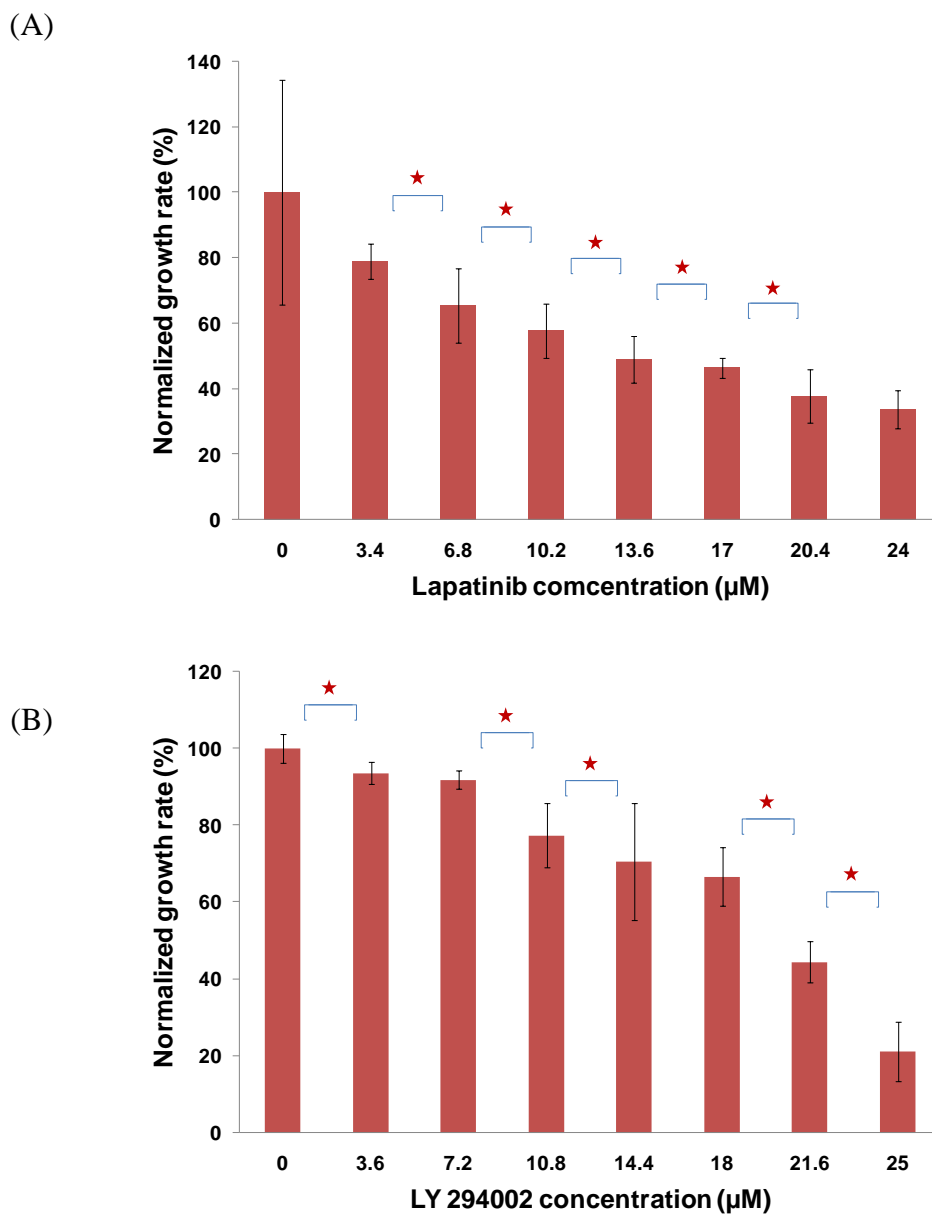 (A)
140
120
100
80
60
40
20
0
Normalized growth rate (%)
0 3.4 6.8 10.2 13.6 17 20.4 24
Lapatinib comcentration (µM)
(B)
120
100
80
60
40
20
0
Normalized growth rate (%)
0 3.6 7.2 10.8 14.4 18 21.6 25
LY 294002 concentration (µM)